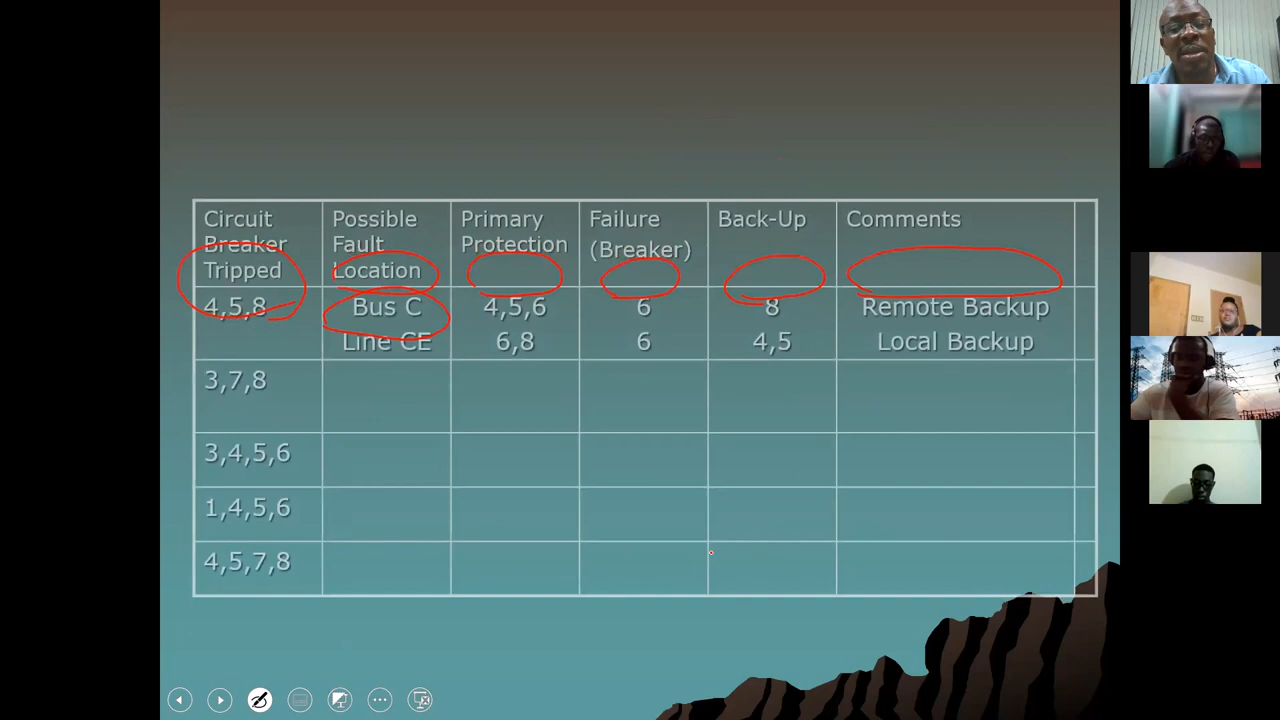 Circuit Breaker Tripped
Possible Fault Location
Primary Protection
Failure (Breaker)
Back-Up
Comments
4,5,8
Bus C
4,5,6
6
8
Remote Backup
Line CE
6,8
6
4,5
Local Backup
3,7,8
3,4,5,6
1,4,5,6
4,5,7,8